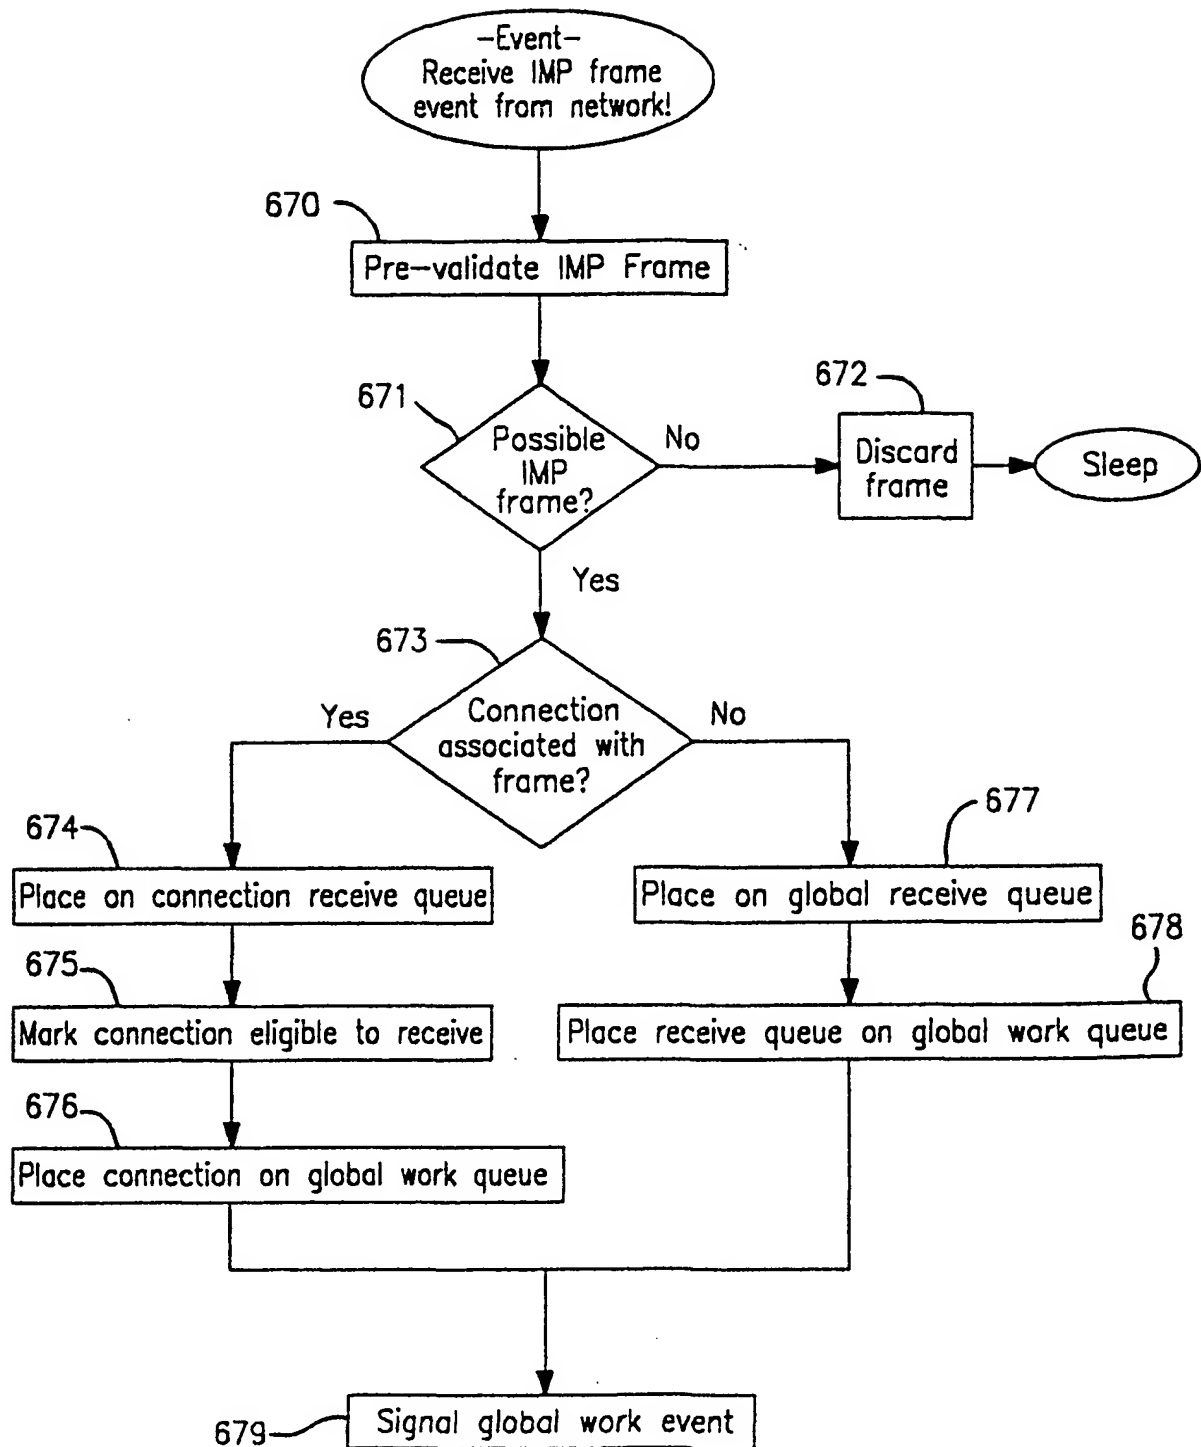 -Event-
Receive IMP frame
event from network!
670
Pre-validate IMP Frame
671
Possible
IMP
frame?
No
672
Discard
frame
Sleep
Yes
673
Connection
associated with
frame?
Yes
No
674
Place on connection receive queue
677
Place on global receive queue
675
Mark connection eligible to receive
678
Place receive queue on global work queue
676
Place connection on global work queue
679
Signal global work event